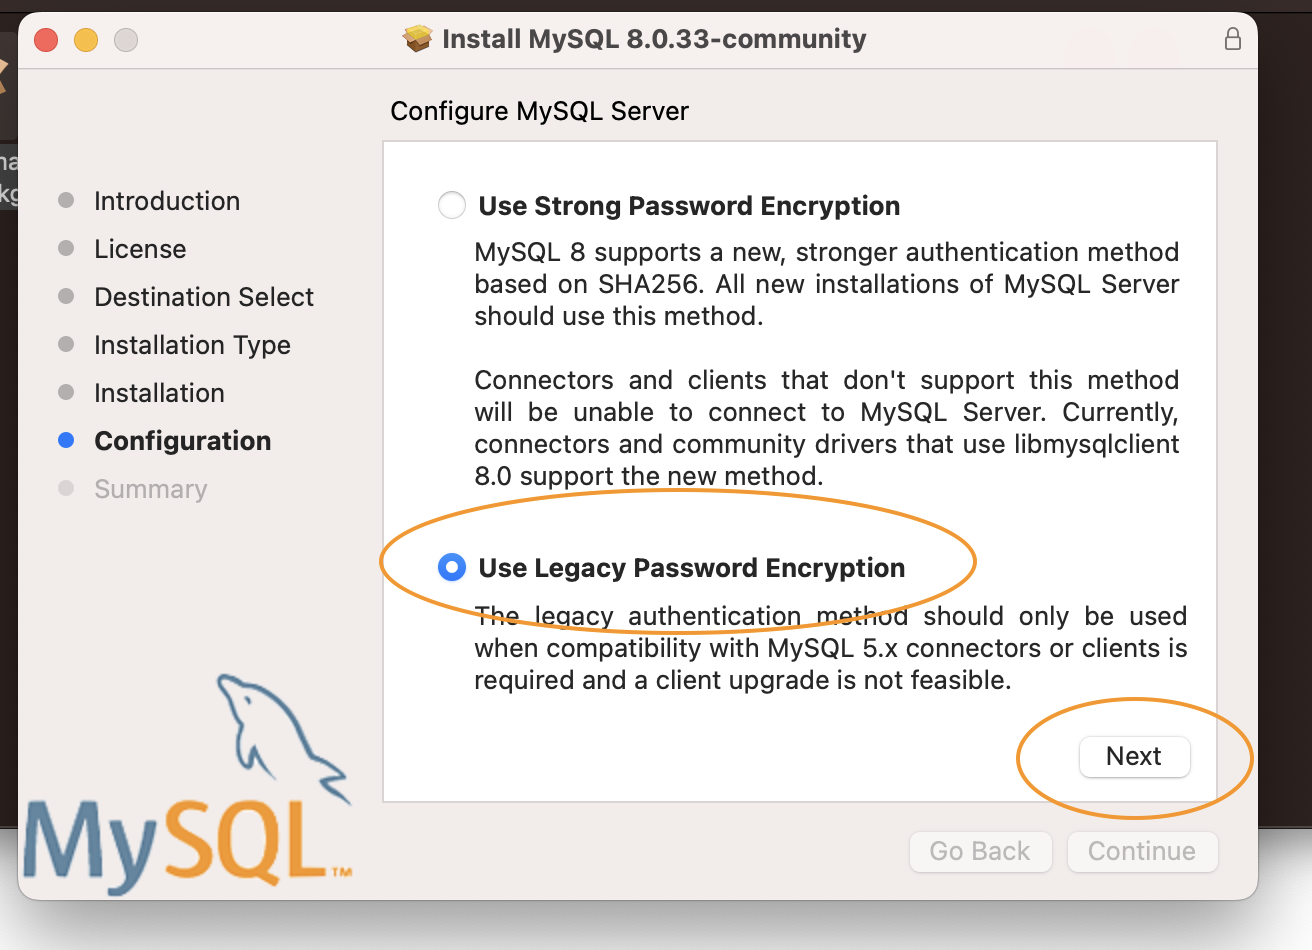 Install MySQL 8.0.33-community
Configure MySQL Server
Introduction
License
Destination Select
Installation Type
Installation
Configuration
Summary
Use Strong Password Encryption
MySQL 8 supports a new, stronger authentication method
based on SHA256. All new installations of MySQL Server
should use this method.
Connectors and clients that don't support this method
will be unable to connect to MySQL Server. Currently,
connectors and community drivers that use libmysqlclient
8.0 support the new method.
Use Legacy Password Encryption
The legacy authentication method should only be used
when compatibility with MySQL 5.x connectors or clients is
required and a client upgrade is not feasible.
Next
MySQL™
Go Back
Continue